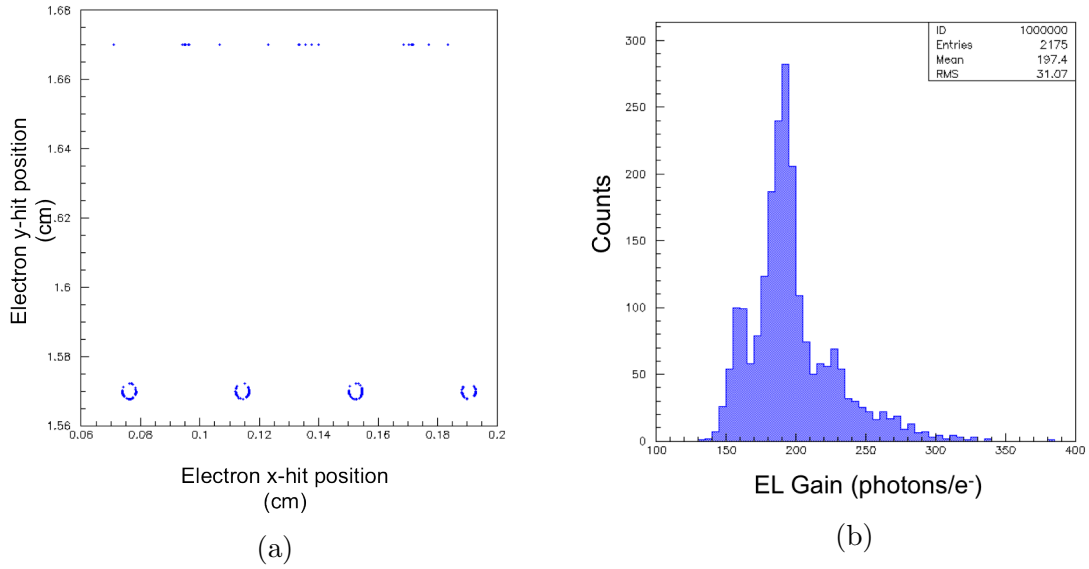 1.68
1.66
1.64
1.62
1.6
1.58
1.56
Electron y-hit position
(cm)
0.06 0.08 0.1 0.12 0.14 0.16 0.18 0.2
Electron x-hit position
(cm)
(a)
ID 1000000
Entries 2175
Mean 197.4
RMS 31.07
300
250
200
150
100
50
0
Counts
100 150 200 250 300 350 400
EL Gain (photons/e-)
(b)